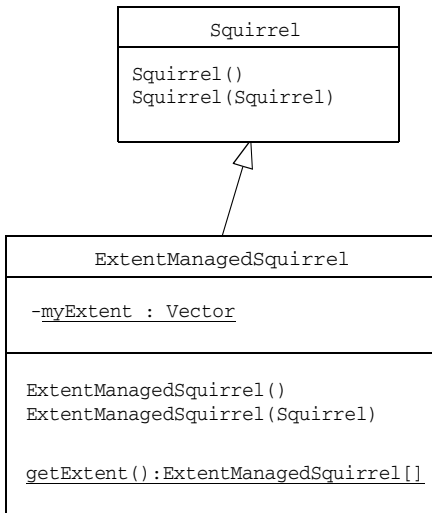 Squirrel
Squirrel()
Squirrel(Squirrel)
ExtentManagedSquirrel
-myExtent : Vector
ExtentManagedSquirrel()
ExtentManagedSquirrel(Squirrel)
getExtent():ExtentManagedSquirrel[]